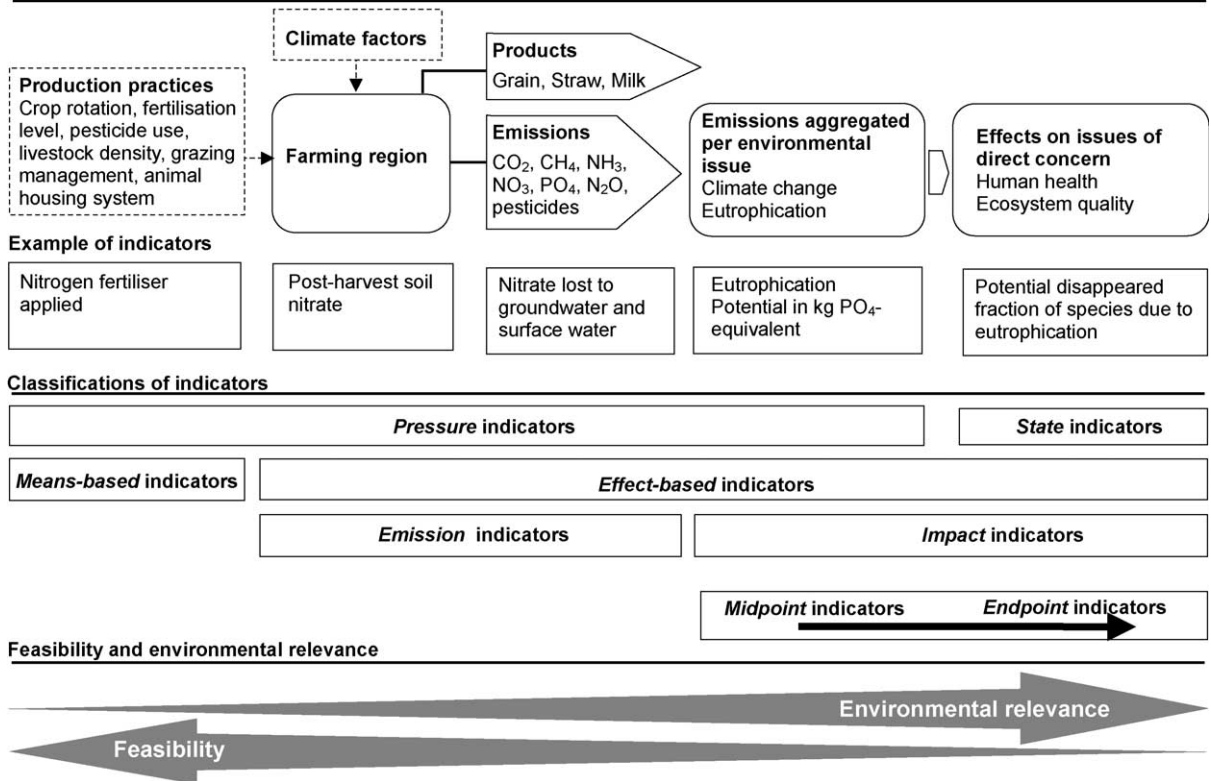 Climate factors
Products
Grain, Straw, Milk
Production practices
Crop rotation, fertilisation
level, pesticide use,
livestock density, grazing
management, animal
housing system
Farming region
Emissions
CO₂, CH₄, NH₃,
NO₃, PO₄, N₂O,
pesticides
Emissions aggregated
per environmental
issue
Climate change
Eutrophication
Effects on issues of
direct concern
Human health
Ecosystem quality
Example of indicators
Nitrogen fertiliser
applied
Post-harvest soil
nitrate
Nitrate lost to
groundwater and
surface water
Eutrophication
Potential in kg PO₄-
equivalent
Potential disappeared
fraction of species due to
eutrophication
Classifications of indicators
Pressure indicators
State indicators
Means-based indicators
Effect-based indicators
Emission indicators
Impact indicators
Midpoint indicators
Endpoint indicators
Feasibility and environmental relevance
Environmental relevance
Feasibility